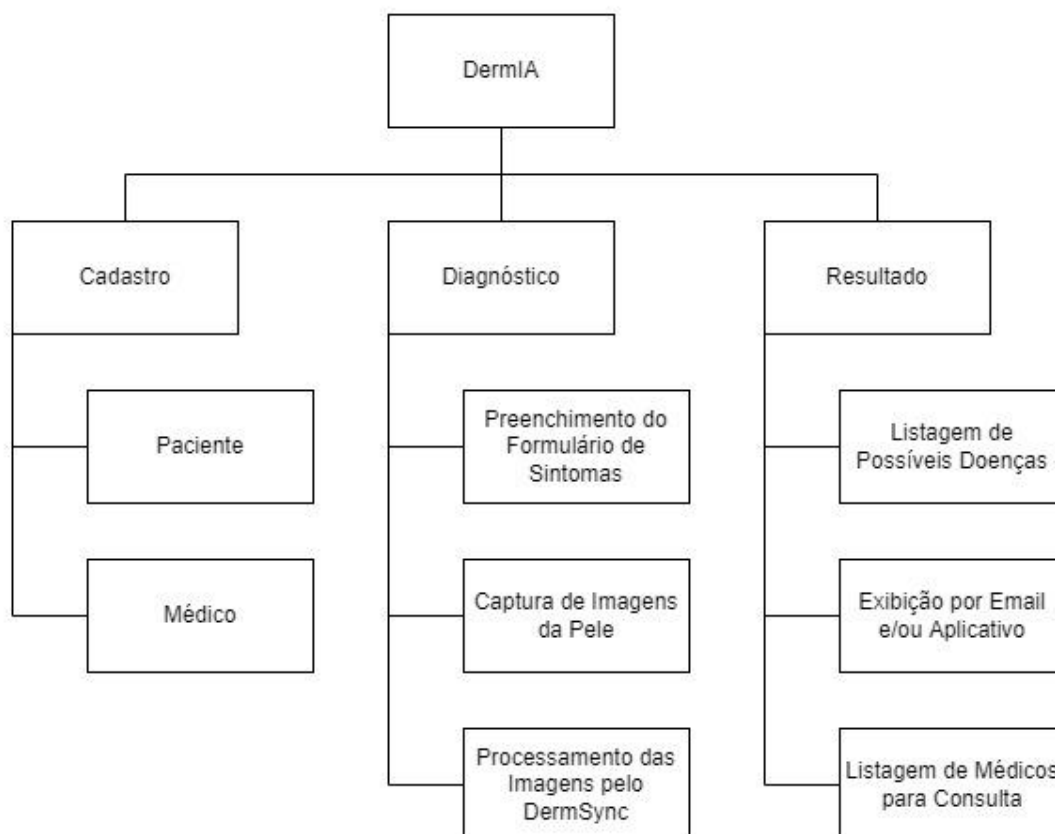 DermIA
Cadastro
Diagnóstico
Resultado
Paciente
Médico
Preenchimento do
Formulário de
Sintomas
Captura de Imagens
da Pele
Processamento das
Imagens pelo
DermSync
Listagem de
Possíveis Doenças
Exibição por Email
e/ou Aplicativo
Listagem de Médicos
para Consulta